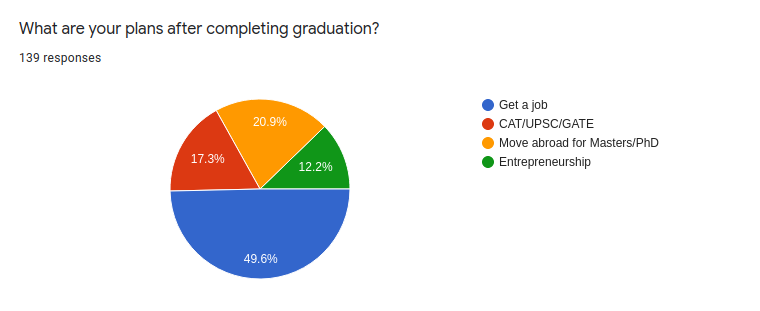 What are your plans after completing graduation?
139 responses
20.9%
17.3%
12.2%
49.6%
Get a job
CAT/UPSC/GATE
Move abroad for Masters/PhD
Entrepreneurship